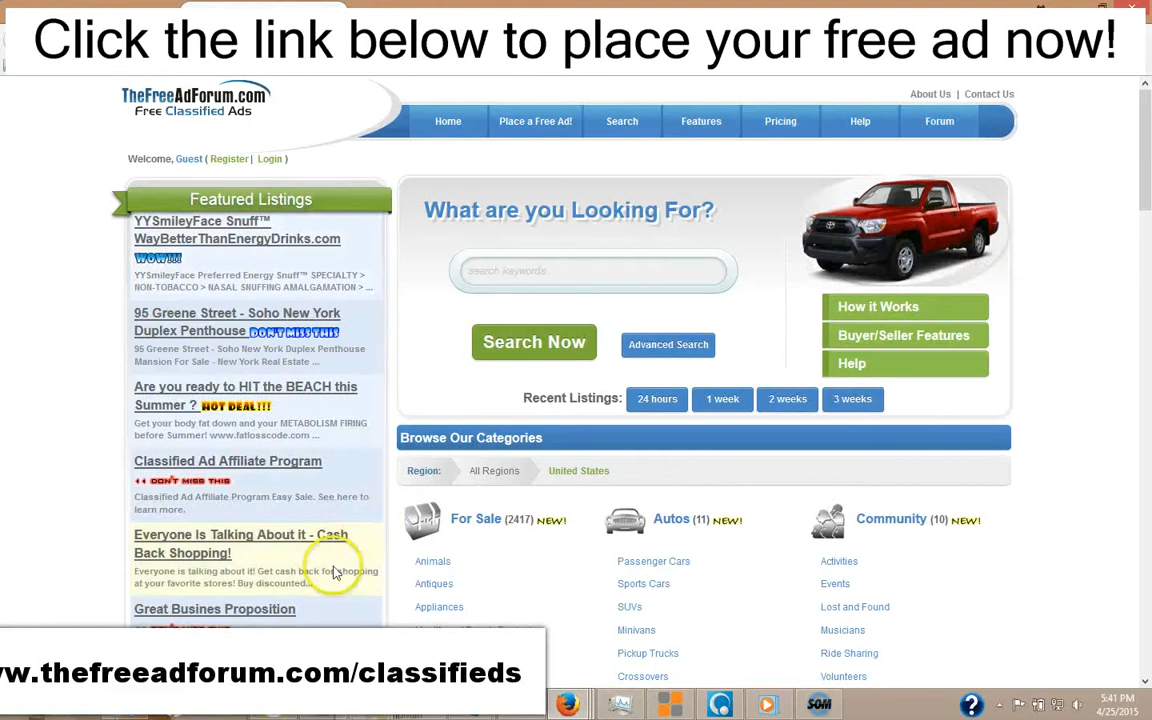 Click the link below to place your free ad now!
TheFreeAdForum.com
Free Classified Ads
About Us | Contact Us
Home
Place a Free Ad!
Search
Features
Pricing
Help
Forum
Welcome, Guest ( Register | Login )
Featured Listings
YYSmileyFace Snuff™
WayBetterThanEnergyDrinks.com
WOW!!!
YYSmileyFace Preferred Energy Snuff™ SPECIALTY >
NON-TOBACCO > NASAL SNUFFING AMALGAMATION > ...
95 Greene Street - Soho New York
Duplex Penthouse DON'T MISS THIS
95 Greene Street - Soho New York Duplex Penthouse
Mansion For Sale - New York Real Estate ...
Are you ready to HIT the BEACH this
Summer ? HOT DEAL!!!
Get your body fat down and your METABOLISM FIRING
before Summer! www.fatlosscode.com ...
Classified Ad Affiliate Program
DON'T MISS THIS
Classified Ad Affiliate Program Easy Sale. See here to
learn more.
Everyone Is Talking About it - Cash
Back Shopping!
Everyone is talking about it! Get cash back for shopping
at your favorite stores! Buy discounted...
Great Busines Proposition
What are you Looking For?
search keywords.
Search Now
Advanced Search
How it Works
Buyer/Seller Features
Help
Recent Listings:
24 hours
1 week
2 weeks
3 weeks
Browse Our Categories
Region:
All Regions
United States
For Sale (2417) NEW!
Animals
Antiques
Appliances
Autos (11) NEW!
Passenger Cars
Sports Cars
SUVs
Minivans
Pickup Trucks
Crossovers
Community (10) NEW!
Activities
Events
Lost and Found
Musicians
Ride Sharing
Volunteers
w.thefreeadforum.com/classifieds
SOM
5:41 PM
4/25/2015